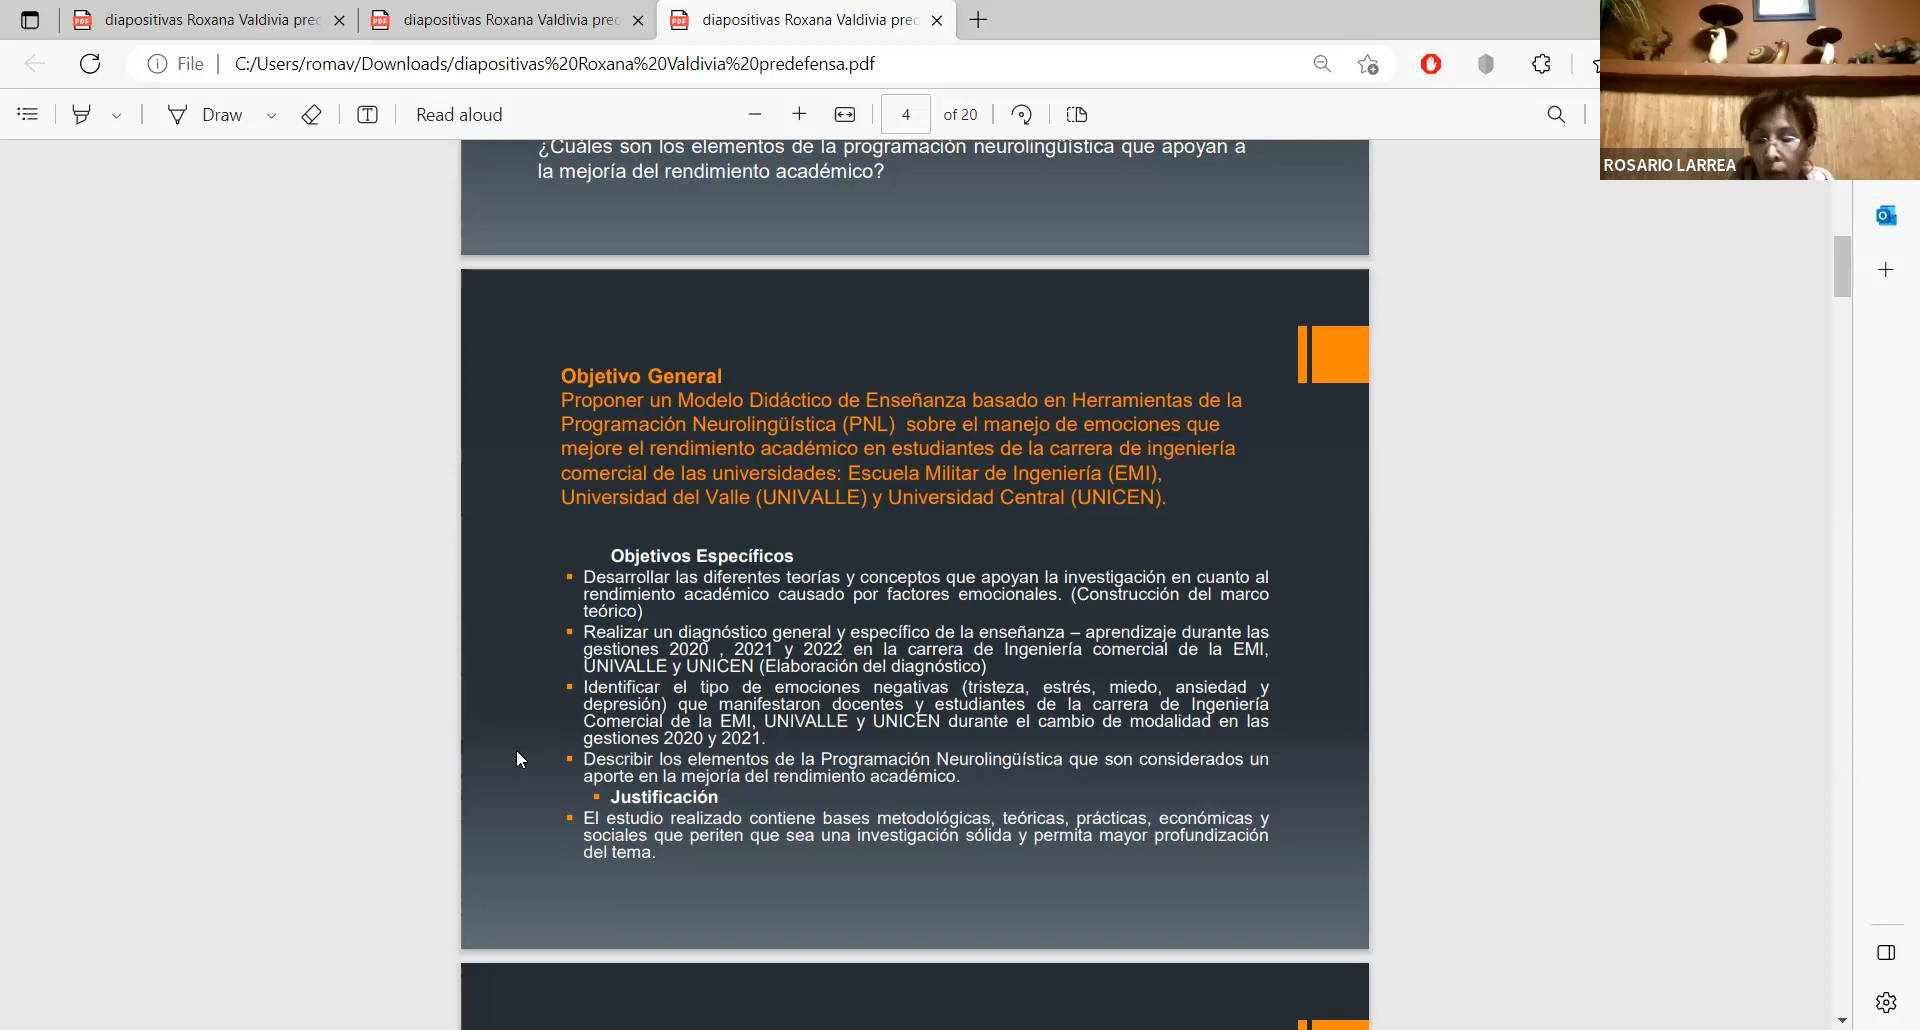 diapositivas Roxana Valdivia prec
diapositivas Roxana Valdivia prec
diapositivas Roxana Valdivia prec
File
C:/Users/romav/Downloads/diapositivas%20Roxana%20Valdivia%20predefensa.pdf
Draw
Read aloud
4
of 20
ROSARIO LARREA
¿Cuáles son los elementos de la programación neurolingüística que apoyan a
la mejoría del rendimiento académico?
Objetivo General
Proponer un Modelo Didáctico de Enseñanza basado en Herramientas de la
Programación Neurolingüística (PNL) sobre el manejo de emociones que
mejore el rendimiento académico en estudiantes de la carrera de ingeniería
comercial de las universidades: Escuela Militar de Ingeniería (EMI),
Universidad del Valle (UNIVALLE) y Universidad Central (UNICEN).
Objetivos Específicos
▪ Desarrollar las diferentes teorías y conceptos que apoyan la investigación en cuanto al
rendimiento académico causado por factores emocionales. (Construcción del marco
teórico)
▪ Realizar un diagnóstico general y específico de la enseñanza – aprendizaje durante las
gestiones 2020 , 2021 y 2022 en la carrera de Ingeniería comercial de la EMI,
UNIVALLE y UNICEN (Elaboración del diagnóstico)
▪ Identificar el tipo de emociones negativas (tristeza, estrés, miedo, ansiedad y
depresión) que manifestaron docentes y estudiantes de la carrera de Ingeniería
Comercial de la EMI, UNIVALLE y UNICEN durante el cambio de modalidad en las
gestiones 2020 y 2021.
▪ Describir los elementos de la Programación Neurolingüística que son considerados un
aporte en la mejoría del rendimiento académico.
▪ Justificación
▪ El estudio realizado contiene bases metodológicas, teóricas, prácticas, económicas y
sociales que periten que sea una investigación sólida y permita mayor profundización
del tema.